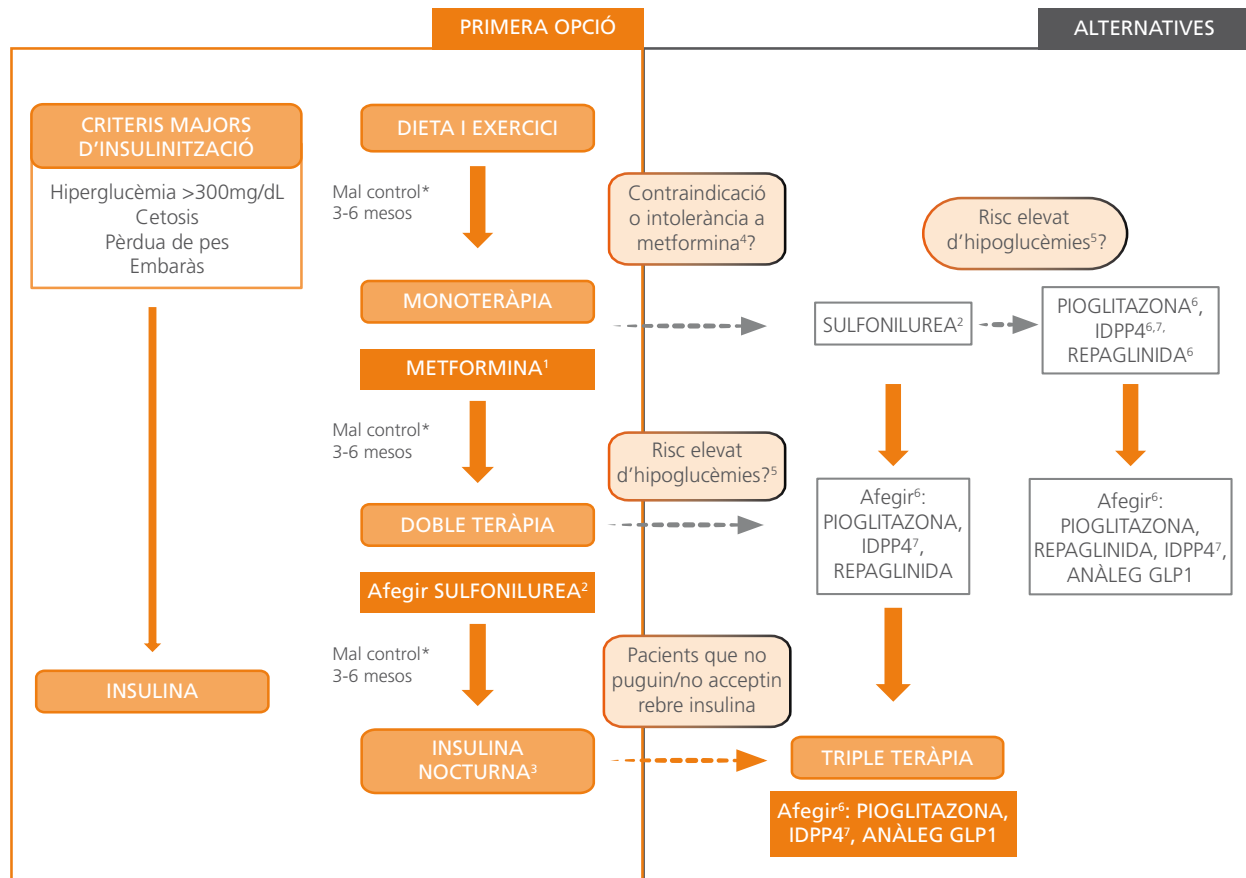 PRIMERA OPCIÓ
ALTERNATIVES
CRITERIS MAJORS
D'INSULINITZACIÓ
Hiperglucèmia >300mg/dL
Cetosis
Pèrdua de pes
Embaràs
INSULINA
DIETA I EXERCICI
Mal control*
3-6 mesos
MONOTERÀPIA
METFORMINA¹
Mal control*
3-6 mesos
DOBLE TERÀPIA
Afegir SULFONILUREA²
Mal control*
3-6 mesos
INSULINA
NOCTURNA³
Contraindicació
o intolerància a
metformina⁴?
Risc elevat
d'hipoglucèmies?⁵
Pacients que no
puguin/no acceptin
rebre insulina
Risc elevat
d'hipoglucèmies⁵?
SULFONILUREA²
PIOGLITAZONA⁶,
IDPP4⁶,⁷,
REPAGLINIDA⁶
Afegir⁶:
PIOGLITAZONA,
IDPP4⁷,
REPAGLINIDA
Afegir⁶:
PIOGLITAZONA,
REPAGLINIDA, IDPP4⁷,
ANÀLEG GLP1
TRIPLE TERÀPIA
Afegir⁶: PIOGLITAZONA,
IDPP4⁷, ANÀLEG GLP1